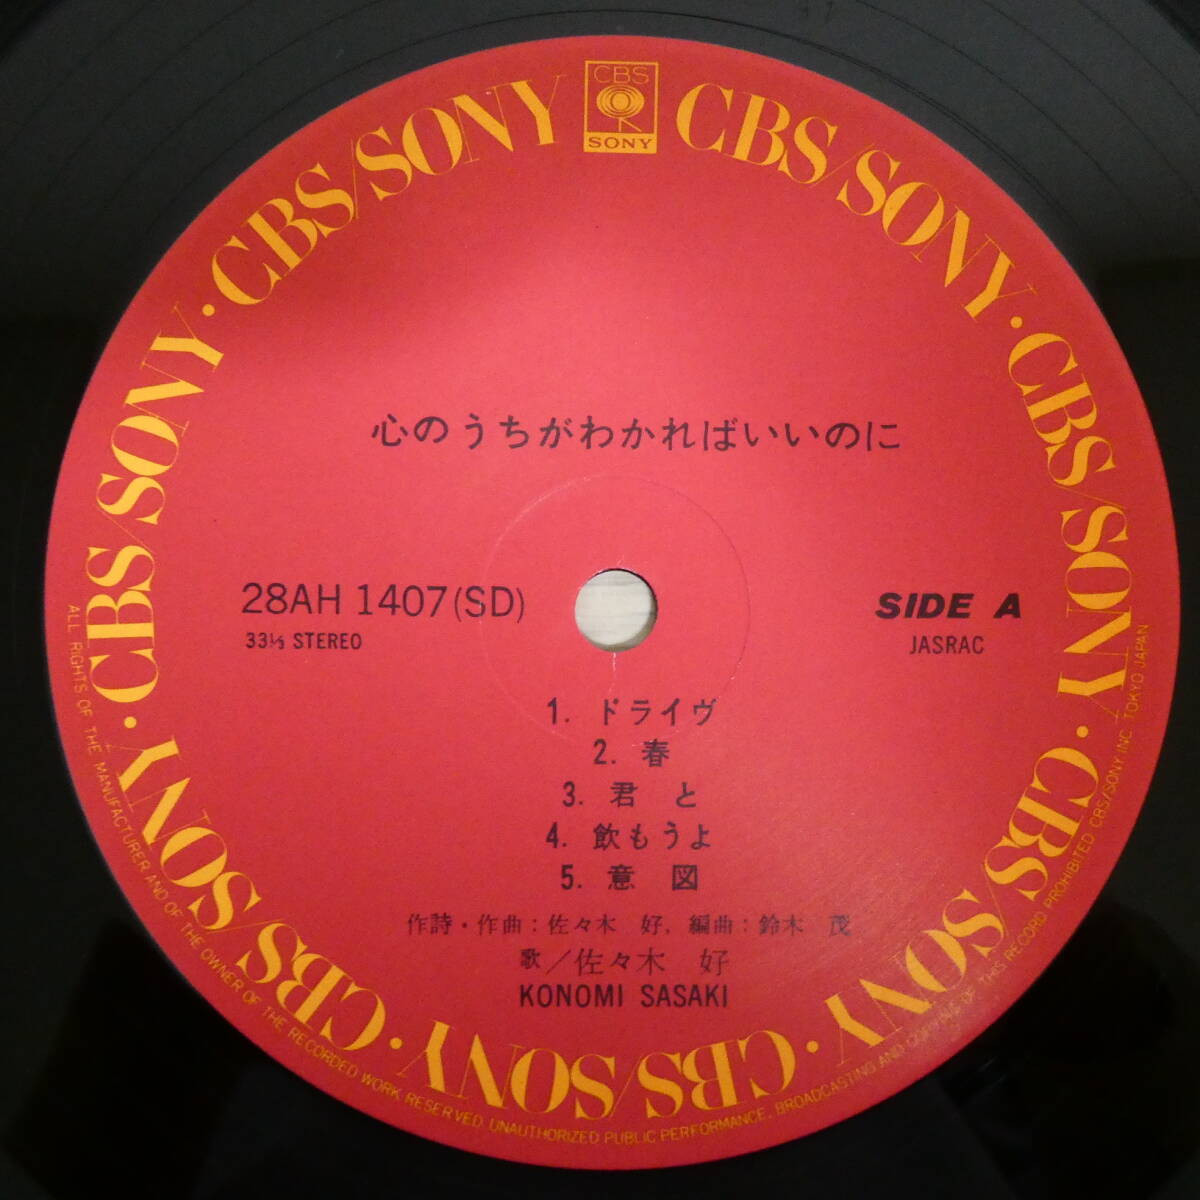 CBS
SONY
CBS/SONY · CBS/SONY · CBS/SONY · CBS/SONY · CBS/SONY · CBS/SONY · CBS/SONY · CBS/SONY
心のうちがわかればいいのに
28AH 1407(SD)
33⅓ STEREO
SIDE A
JASRAC
1. ドライヴ
2. 春
3. 君 と
4. 飲もうよ
5. 意 図
作詩・作曲:佐々木 好, 編曲:鈴木 茂
歌/佐々木 好
KONOMI SASAKI
ALL RIGHTS OF THE MANUFACTURER AND OF THE OWNER OF THE RECORDED WORK RESERVED. UNAUTHORIZED PUBLIC PERFORMANCE, BROADCASTING AND COPYING OF THIS RECORD PROHIBITED CBS/SONY INC. TOKYO JAPAN